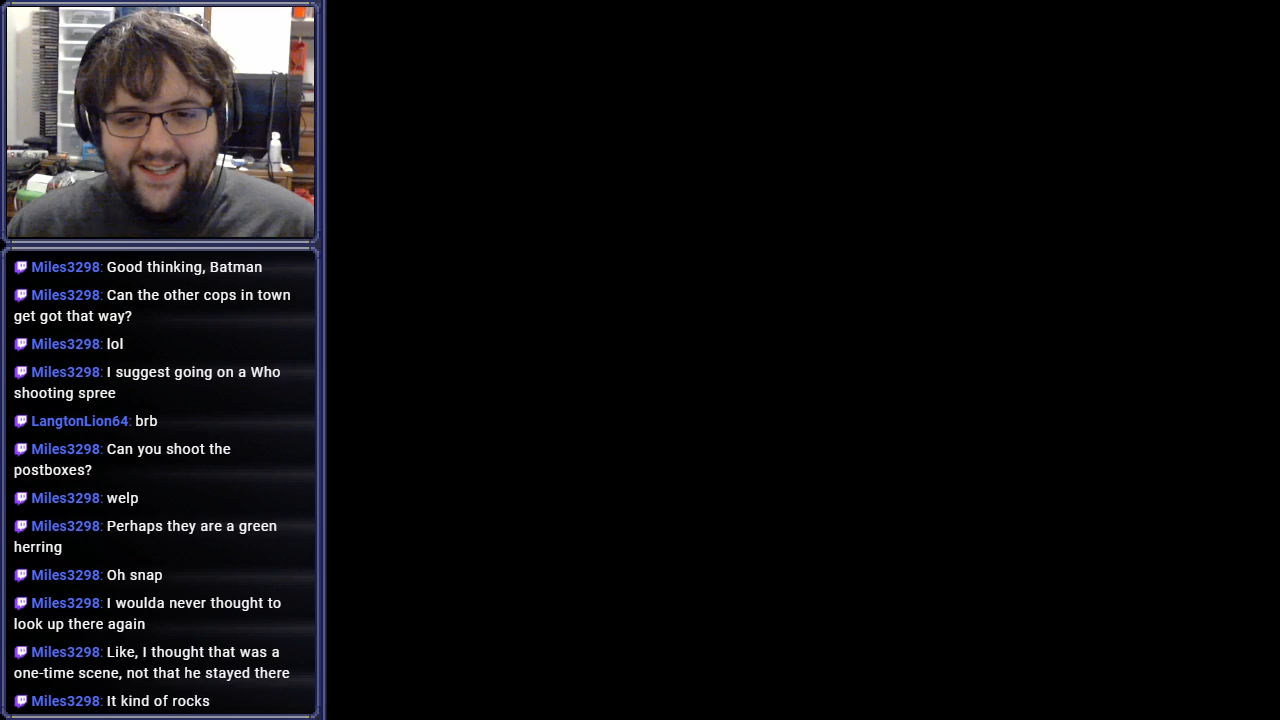 Miles3298: Good thinking, Batman
Miles3298: Can the other cops in town
get got that way?
Miles3298: lol
Miles3298: I suggest going on a Who
shooting spree
LangtonLion64: brb
Miles3298: Can you shoot the
postboxes?
Miles3298: welp
Miles3298: Perhaps they are a green
herring
Miles3298: Oh snap
Miles3298: I woulda never thought to
look up there again
Miles3298: Like, I thought that was a
one-time scene, not that he stayed there
Miles3298: It kind of rocks